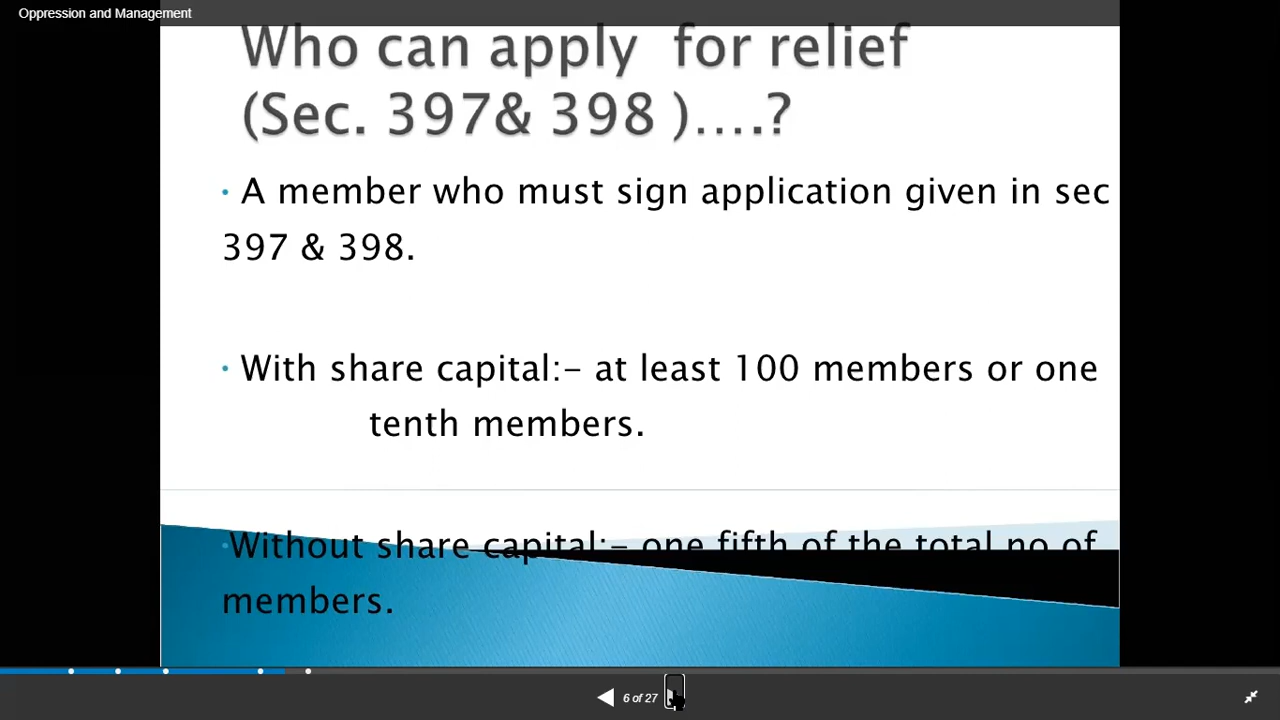 Oppression and Management
Who can apply for relief
(Sec. 397& 398 )....?
• A member who must sign application given in sec
397 & 398.
• With share capital:- at least 100 members or one
tenth members.
•Without share capital:- one fifth of the total no of
members.
6 of 27